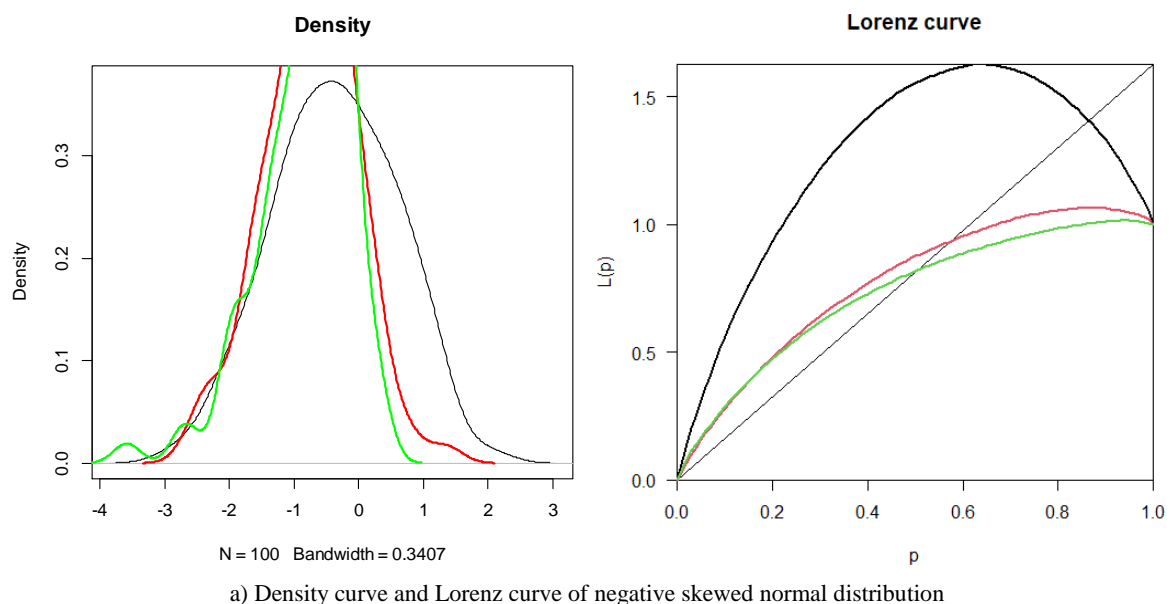 Density
Density
0.3
0.2
0.1
0.0
-4 -3 -2 -1 0 1 2 3
N = 100 Bandwidth = 0.3407
Lorenz curve
L(p)
1.5
1.0
0.5
0.0
0.0 0.2 0.4 0.6 0.8 1.0
p
a) Density curve and Lorenz curve of negative skewed normal distribution